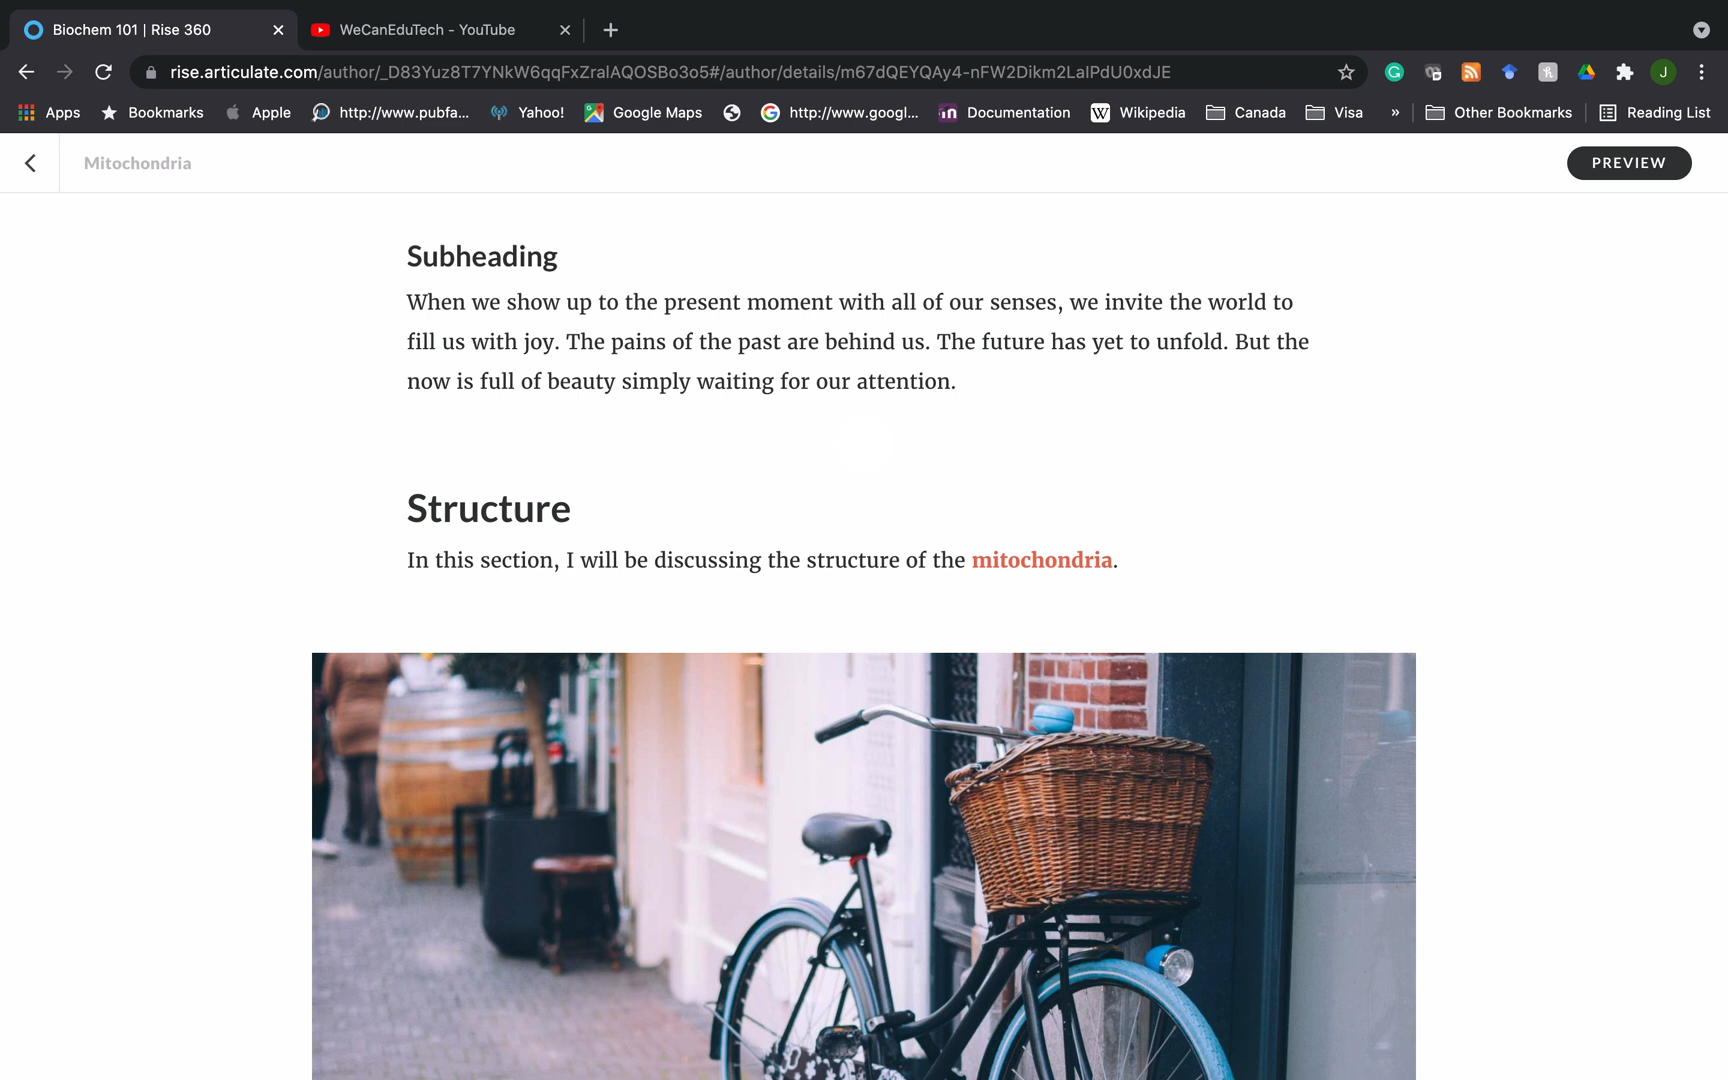 Biochem 101 | Rise 360
WeCanEduTech - YouTube
rise.articulate.com/author/_D83Yuz8T7YNkW6qqFxZralAQOSBo3o5#/author/details/m67dQEYQAy4-nFW2Dikm2LalPdU0xdJE
J
Apps
Bookmarks
Apple
http://www.pubfa...
Yahoo!
Google Maps
http://www.googl...
Documentation
Wikipedia
Canada
Visa
»
Other Bookmarks
Reading List
Mitochondria
PREVIEW
Subheading
When we show up to the present moment with all of our senses, we invite the world to
fill us with joy. The pains of the past are behind us. The future has yet to unfold. But the
now is full of beauty simply waiting for our attention.
Structure
In this section, I will be discussing the structure of the mitochondria.